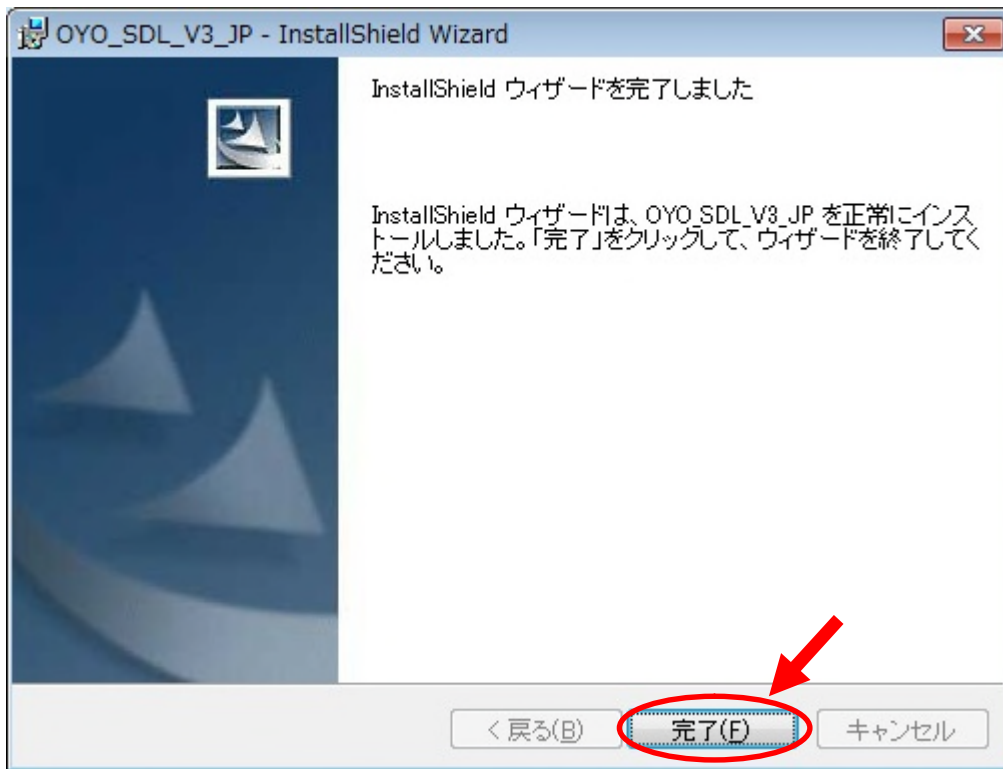 OYO_SDL_V3_JP - InstallShield Wizard
InstallShield ウィザードを完了しました
InstallShield ウィザードは、OYO_SDL_V3_JP を正常にインス
トールしました。「完了」をクリックして、ウィザードを終了してく
ださい。
< 戻る(B) 完了(F) キャンセル